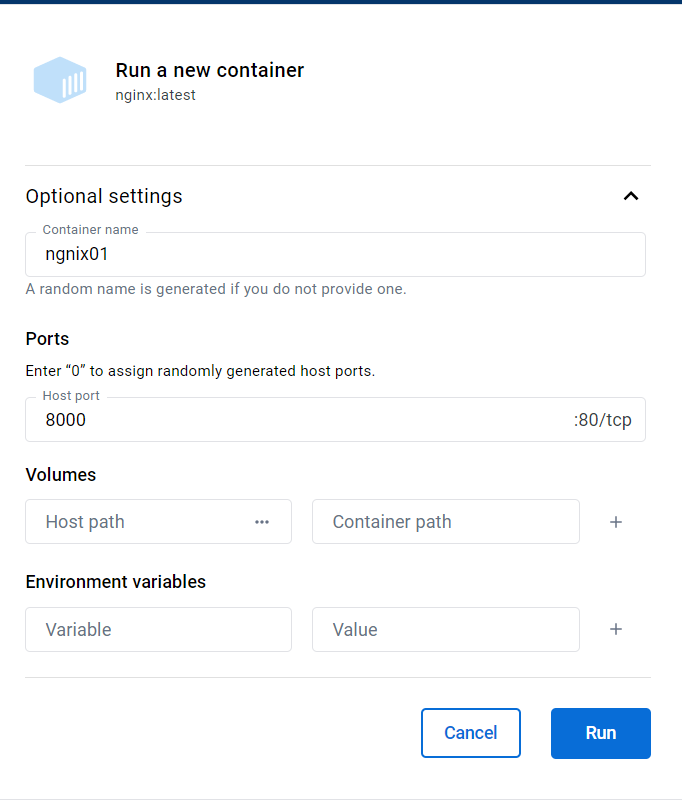 Run a new container
nginx:latest
Optional settings
Container name
ngnix01
A random name is generated if you do not provide one.
Ports
Enter “0” to assign randomly generated host ports.
Host port
8000 :80/tcp
Volumes
Host path ••• Container path +
Environment variables
Variable Value +
Cancel Run